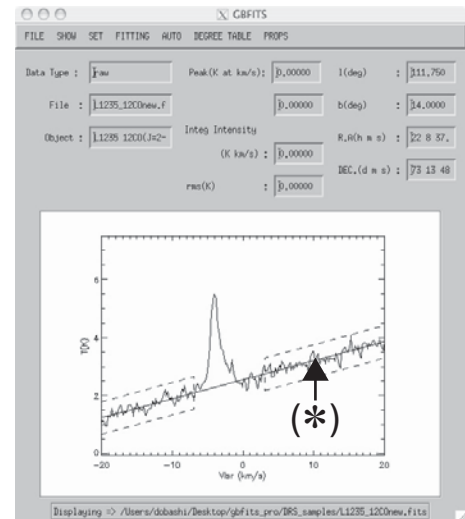 GBFITS
FILE SHOW SET FITTING AUTO DEGREE TABLE PROPS
Data Type : raw Peak(K at km/s): 0.00000 l(deg) : 111.750
File : L1235_12COnew.f 0.00000 b(deg) : 14.0000
Object : L1235 12CO(J=2- Integ Intensity R.A(h m s) : 22 8 37.
(K km/s) : 0.00000 DEC.(d m s) : 73 13 48
rms(K) : 0.00000
6
4
2
0
T(K)
(*)
-20 -10 0 10 20
Vlsr (km/s)
Displaying => /Users/dobashi/Desktop/gbfits_pro/DRS_samples/L1235_12COnew.fits